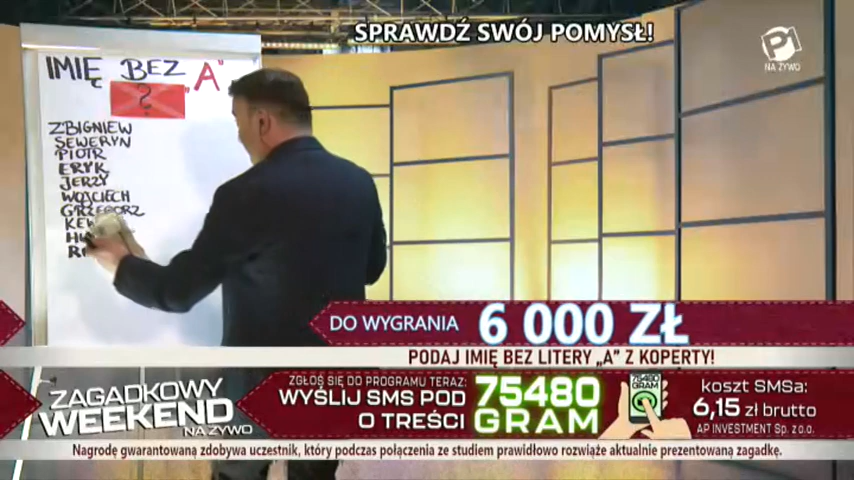 SPRAWDŹ SWÓJ POMYSŁ!
P1
NA ŻYWO
IMIĘ BEZ "A"
?
ZBIGNIEW
SEWERYN
PIOTR
ERYK
JERZY
WOJCIECH
GRZEGORZ
DO WYGRANIA 6 000 ZŁ
PODAJ IMIĘ BEZ LITERY „A” Z KOPERTY!
ZAGADKOWY
WEEKEND
NA ŻYWO
ZGŁOŚ SIĘ DO PROGRAMU TERAZ:
WYŚLIJ SMS POD 75480
O TREŚCI GRAM
75480
GRAM
koszt SMSa:
6,15 zł brutto
AP INVESTMENT Sp. z o.o.
Nagrodę gwarantowaną zdobywa uczestnik, który podczas połączenia ze studiem prawidłowo rozwiąże aktualnie prezentowaną zagadkę.